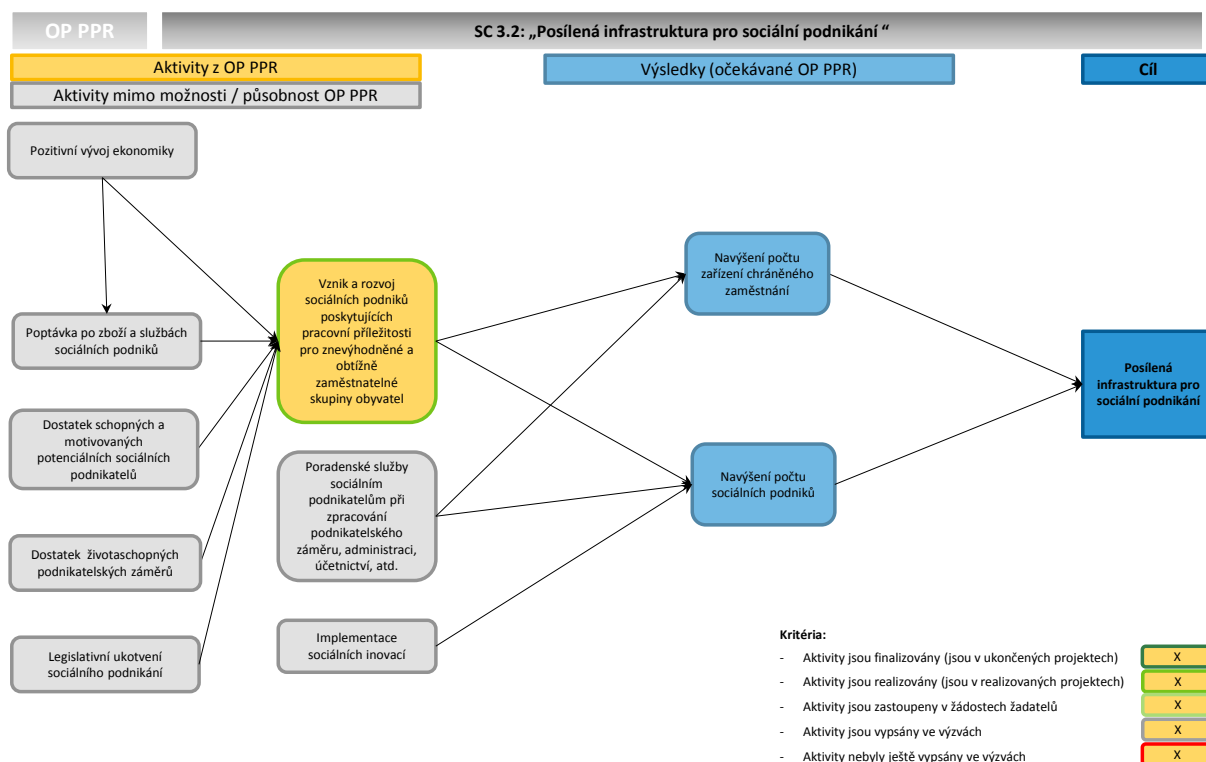 OP PPR
SC 3.2: „Posílená infrastruktura pro sociální podnikání “
Aktivity z OP PPR
Výsledky (očekávané OP PPR)
Cíl
Aktivity mimo možnosti / působnost OP PPR
Pozitivní vývoj ekonomiky
Poptávka po zboží a službách
sociálních podniků
Dostatek schopných a
motivovaných
potenciálních sociálních
podnikatelů
Dostatek životaschopných
podnikatelských záměrů
Legislativní ukotvení
sociálního podnikání
Vznik a rozvoj
sociálních podniků
poskytujících
pracovní příležitosti
pro znevýhodněné a
obtížně
zaměstnatelné
skupiny obyvatel
Poradenské služby
sociálním
podnikatelům při
zpracování
podnikatelského
záměru, administraci,
účetnictví, atd.
Implementace
sociálních inovací
Navýšení počtu
zařízení chráněného
zaměstnání
Navýšení počtu
sociálních podniků
Posílená
infrastruktura pro
sociální podnikání
Kritéria:
- Aktivity jsou finalizovány (jsou v ukončených projektech) X
- Aktivity jsou realizovány (jsou v realizovaných projektech) X
- Aktivity jsou zastoupeny v žádostech žadatelů X
- Aktivity jsou vypsány ve výzvách X
- Aktivity nebyly ještě vypsány ve výzvách X